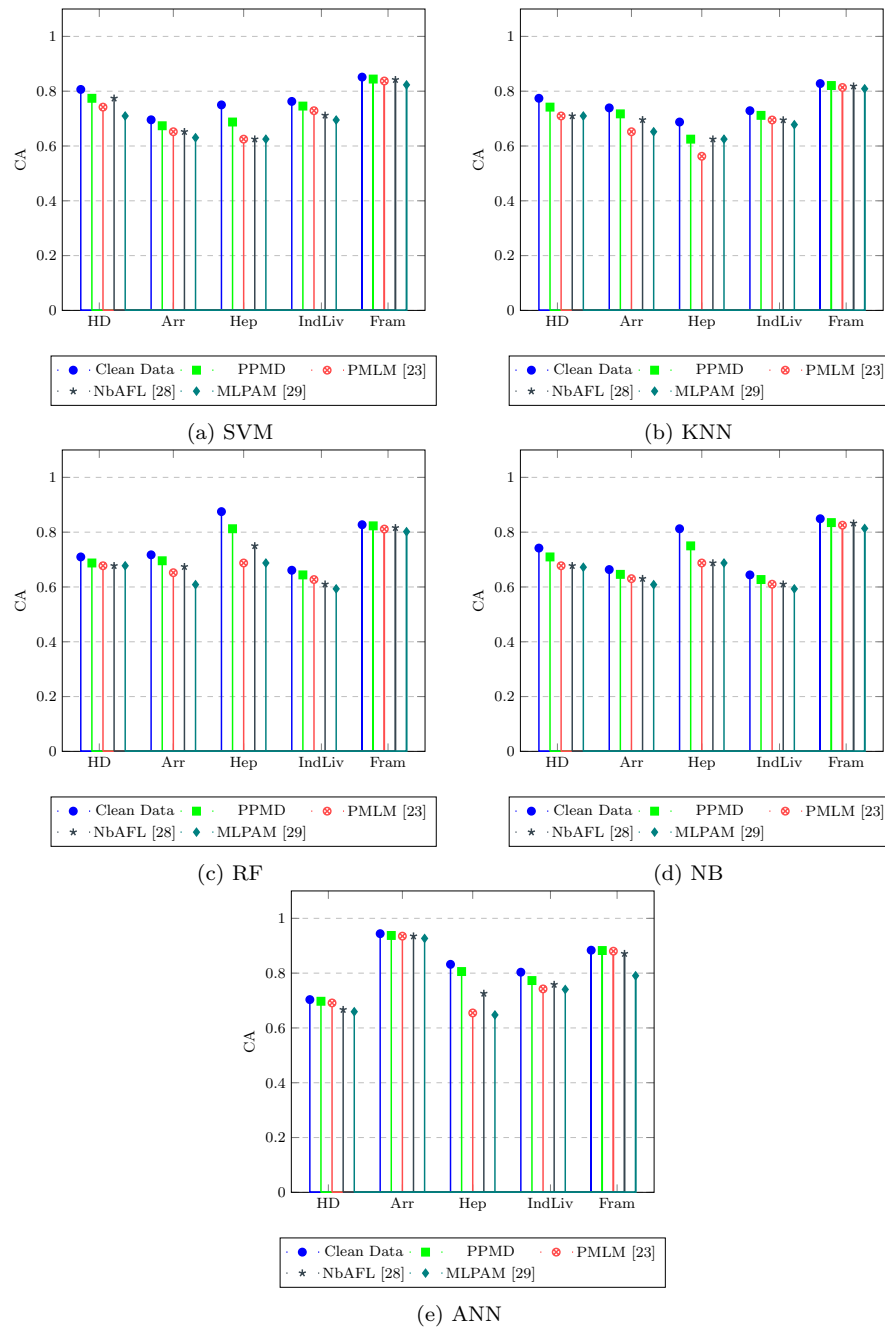 1
0.8
0.6
0.4
0.2
0
CA
HD Arr Hep IndLiv Fram
Clean Data PPMD PMLM [23]
NbAFL [28] MLPAM [29]
(a) SVM
1
0.8
0.6
0.4
0.2
0
CA
HD Arr Hep IndLiv Fram
Clean Data PPMD PMLM [23]
NbAFL [28] MLPAM [29]
(b) KNN
1
0.8
0.6
0.4
0.2
0
CA
HD Arr Hep IndLiv Fram
Clean Data PPMD PMLM [23]
NbAFL [28] MLPAM [29]
(c) RF
1
0.8
0.6
0.4
0.2
0
CA
HD Arr Hep IndLiv Fram
Clean Data PPMD PMLM [23]
NbAFL [28] MLPAM [29]
(d) NB
1
0.8
0.6
0.4
0.2
0
CA
HD Arr Hep IndLiv Fram
Clean Data PPMD PMLM [23]
NbAFL [28] MLPAM [29]
(e) ANN